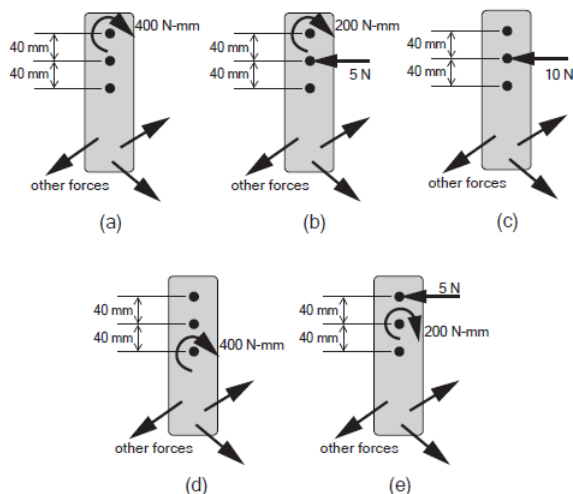 400 N-mm
40 mm
40 mm
other forces
(a)
200 N-mm
40 mm
40 mm
5 N
other forces
(b)
40 mm
40 mm
10 N
other forces
(c)
40 mm
40 mm
400 N-mm
other forces
(d)
5 N
40 mm
40 mm
200 N-mm
other forces
(e)